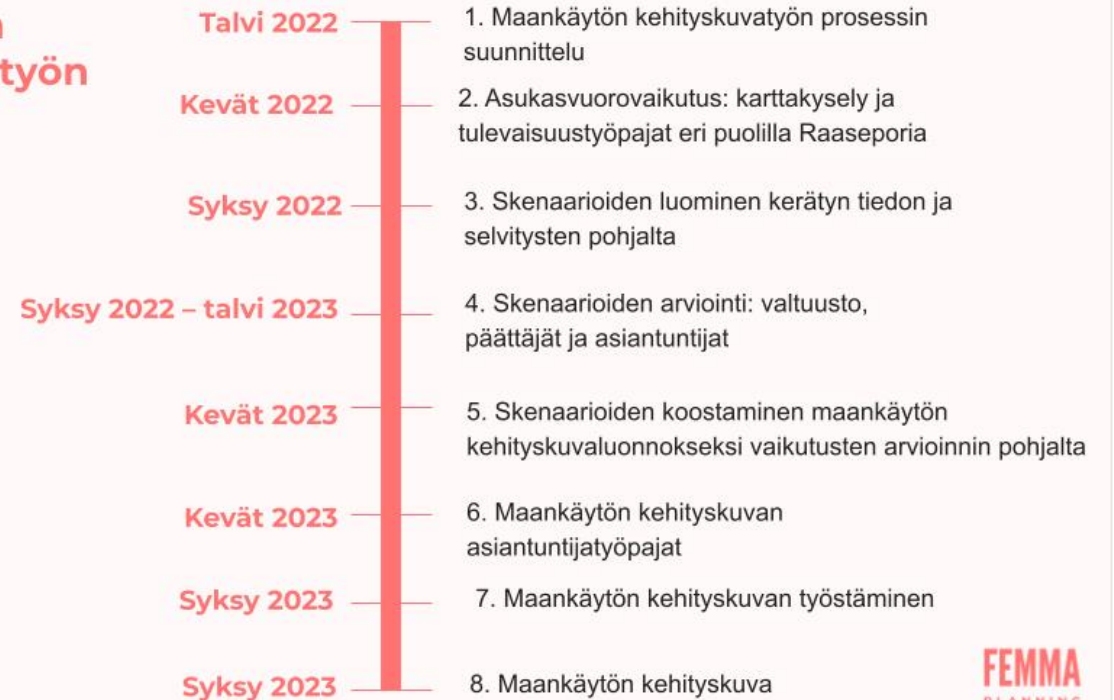 työn
Talvi 2022
1. Maankäytön kehityskuvatyön prosessin
suunnittelu
Kevät 2022
2. Asukasvuorovaikutus: karttakysely ja
tulevaisuustyöpajat eri puolilla Raaseporia
Syksy 2022
3. Skenaarioiden luominen kerätyn tiedon ja
selvitysten pohjalta
Syksy 2022 – talvi 2023
4. Skenaarioiden arviointi: valtuusto,
päättäjät ja asiantuntijat
Kevät 2023
5. Skenaarioiden koostaminen maankäytön
kehityskuvaluonnokseksi vaikutusten arvioinnin pohjalta
Kevät 2023
6. Maankäytön kehityskuvan
asiantuntijatyöpajat
Syksy 2023
7. Maankäytön kehityskuvan työstäminen
Syksy 2023
8. Maankäytön kehityskuva
FEMMA
PLANNING